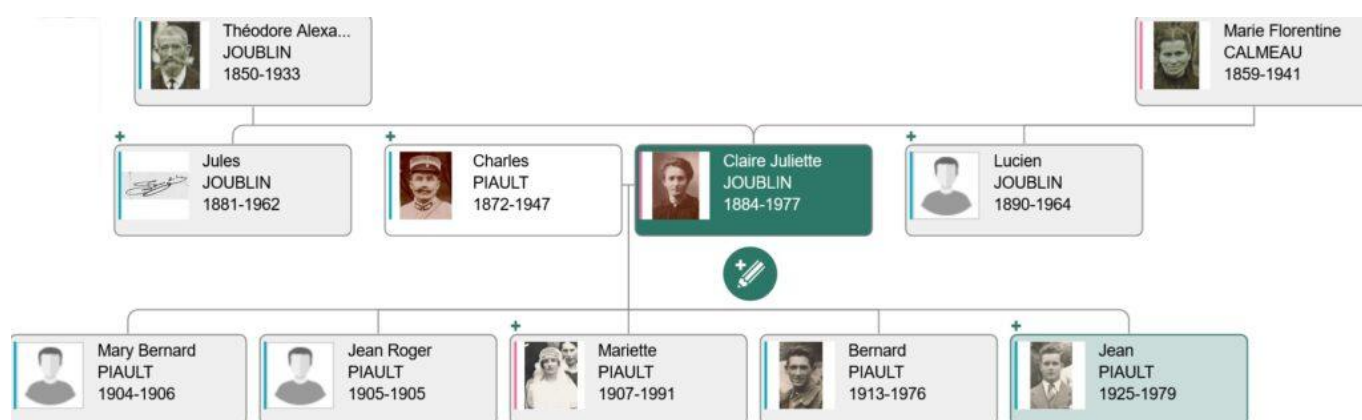 Théodore Alexa...
JOUBLIN
1850-1933
Marie Florentine
CALMEAU
1859-1941
Jules
JOUBLIN
1881-1962
Charles
PIAULT
1872-1947
Claire Juliette
JOUBLIN
1884-1977
Lucien
JOUBLIN
1890-1964
Mary Bernard
PIAULT
1904-1906
Jean Roger
PIAULT
1905-1905
Mariette
PIAULT
1907-1991
Bernard
PIAULT
1913-1976
Jean
PIAULT
1925-1979